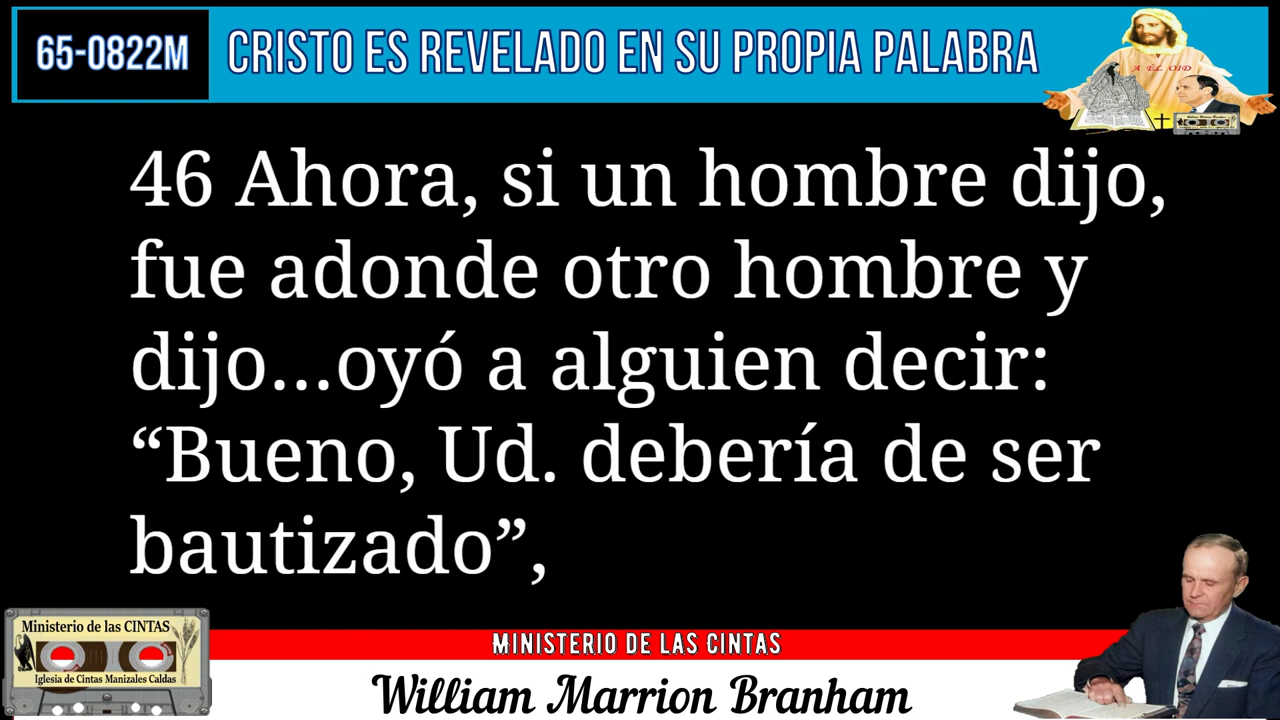 65-0822M CRISTO ES REVELADO EN SU PROPIA PALABRA
A ÉL OID
46 Ahora, si un hombre dijo,
fue adonde otro hombre y
dijo...oyó a alguien decir:
“Bueno, Ud. debería de ser
bautizado”,
Ministerio de las CINTAS
Iglesia de Cintas Manizales Caldas
MINISTERIO DE LAS CINTAS
William Marrion Branham